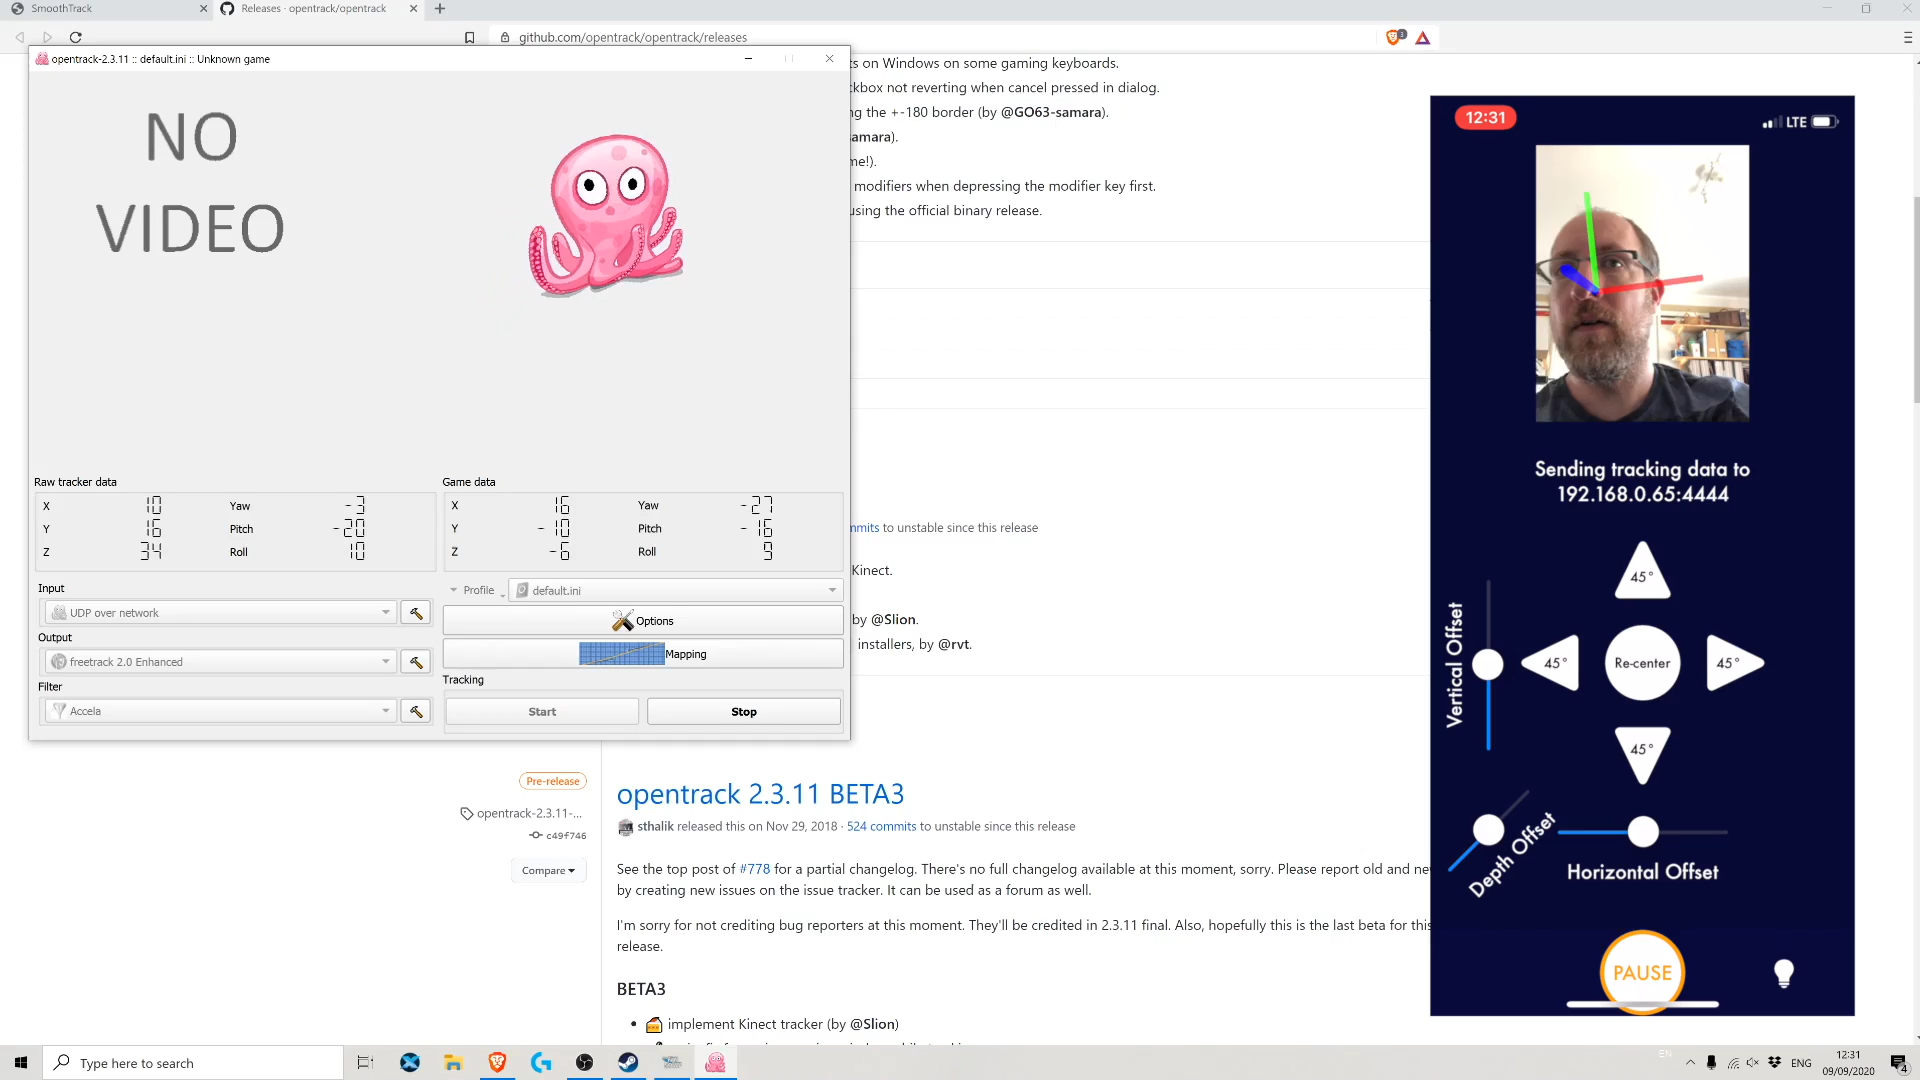 SmoothTrack
Releases · opentrack/opentrack
github.com/opentrack/opentrack/releases
3
opentrack-2.3.11 :: default.ini :: Unknown game
NO
VIDEO
Raw tracker data
X 10 Yaw -3
Y 16 Pitch -20
Z 34 Roll 10
Game data
X 16 Yaw -27
Y -10 Pitch -16
Z -6 Roll 9
Input
UDP over network
Output
freetrack 2.0 Enhanced
Filter
Accela
Profile default.ini
Options
Mapping
Tracking
Start Stop
ts on Windows on some gaming keyboards.
kbox not reverting when cancel pressed in dialog.
ng the +-180 border (by @GO63-samara).
amara).
me!).
modifiers when depressing the modifier key first.
using the official binary release.
mmits to unstable since this release
Kinect.
by @Slion.
installers, by @rvt.
Pre-release
opentrack-2.3.11-...
c49f746
Compare
opentrack 2.3.11 BETA3
sthalik released this on Nov 29, 2018 · 524 commits to unstable since this release
See the top post of #778 for a partial changelog. There's no full changelog available at this moment, sorry. Please report old and ne
by creating new issues on the issue tracker. It can be used as a forum as well.
I'm sorry for not crediting bug reporters at this moment. They'll be credited in 2.3.11 final. Also, hopefully this is the last beta for this
release.
BETA3
implement Kinect tracker (by @Slion)
12:31
LTE
Sending tracking data to
192.168.0.65:4444
45°
45° Re-center 45°
45°
Vertical Offset
Depth Offset
Horizontal Offset
PAUSE
Type here to search
EN
ENG
12:31
09/09/2020
4